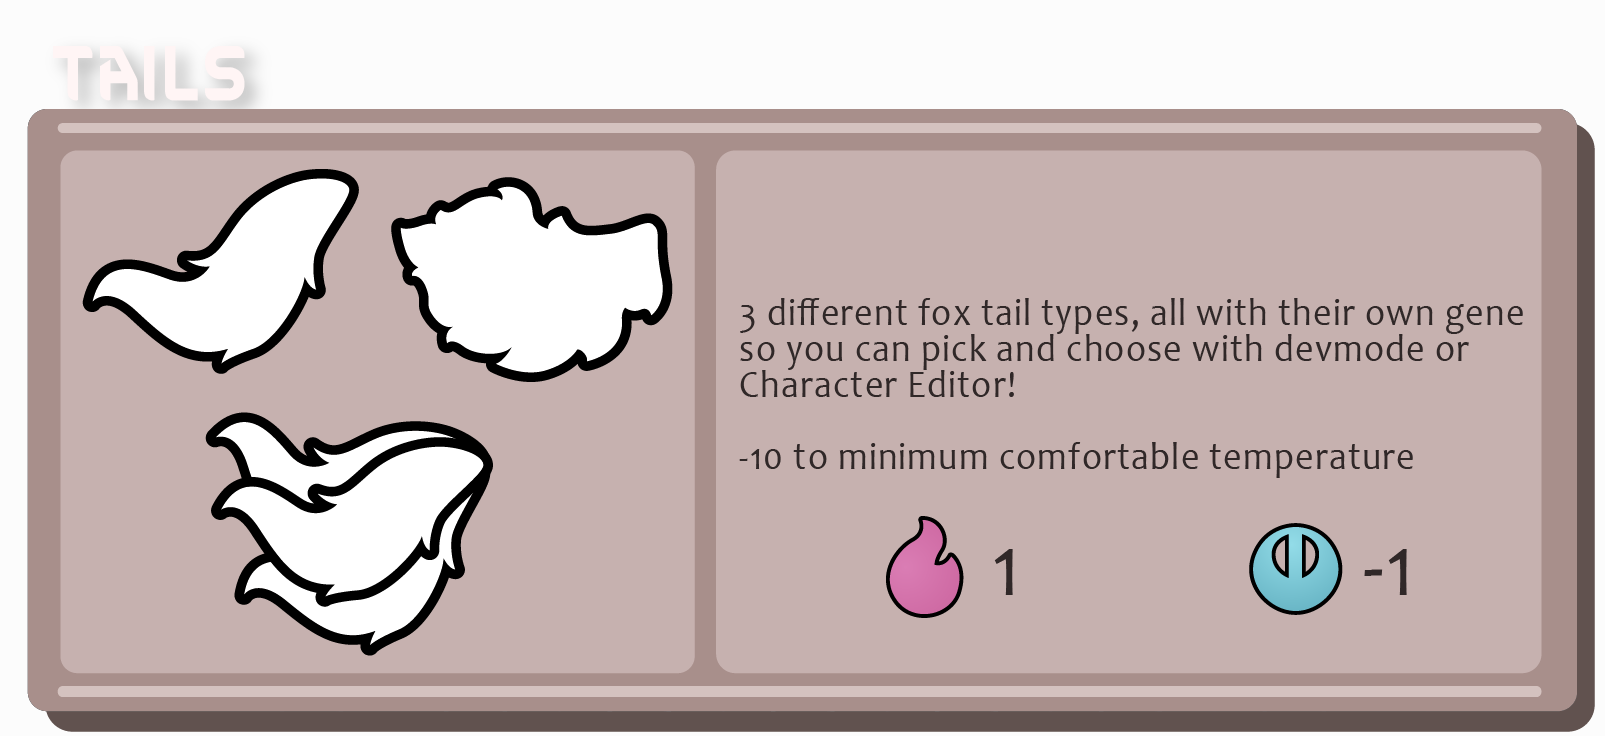 TAILS
3 different fox tail types, all with their own gene
so you can pick and choose with devmode or
Character Editor!
-10 to minimum comfortable temperature
1
-1